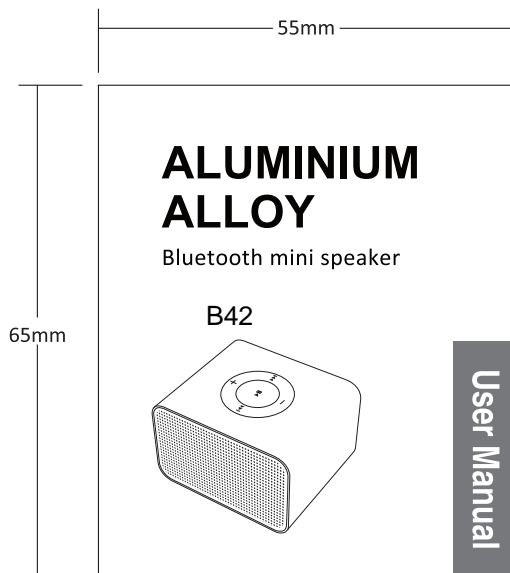 55mm
ALUMINIUM
ALLOY
Bluetooth mini speaker
65mm
B42
User Manual